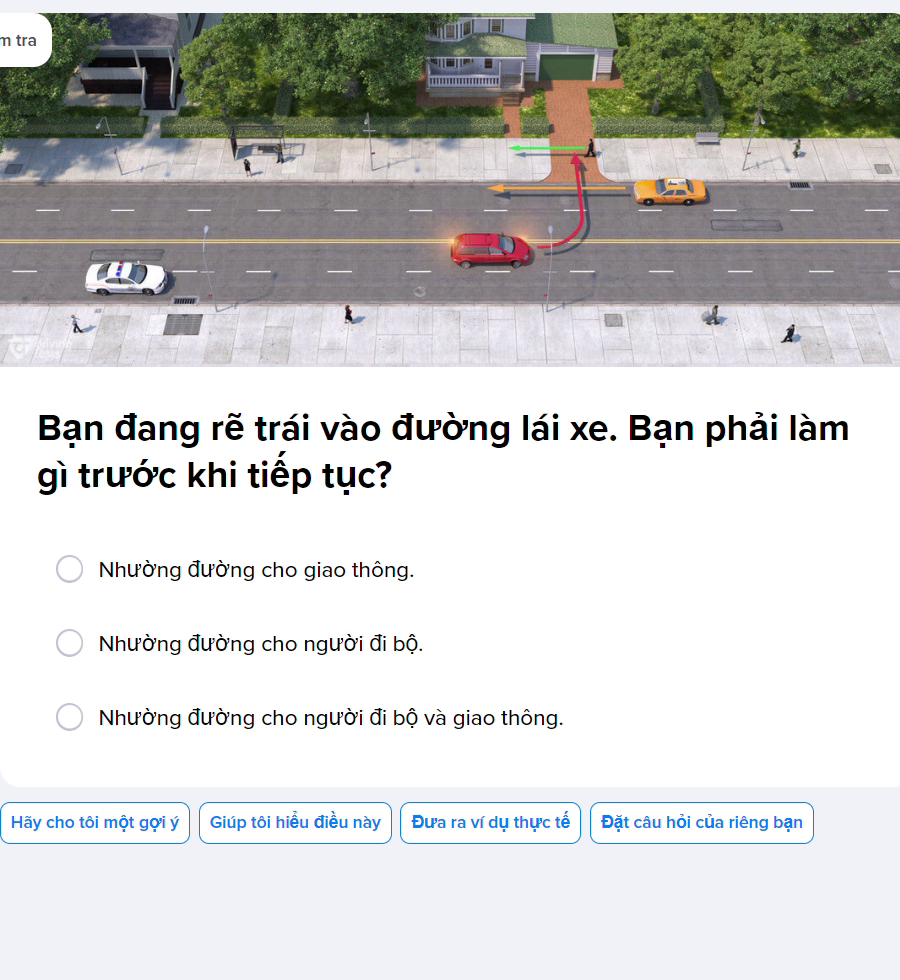 m tra
Bạn đang rẽ trái vào đường lái xe. Bạn phải làm
gì trước khi tiếp tục?
Nhường đường cho giao thông.
Nhường đường cho người đi bộ.
Nhường đường cho người đi bộ và giao thông.
Hãy cho tôi một gợi ý
Giúp tôi hiểu điều này
Đưa ra ví dụ thực tế
Đặt câu hỏi của riêng bạn